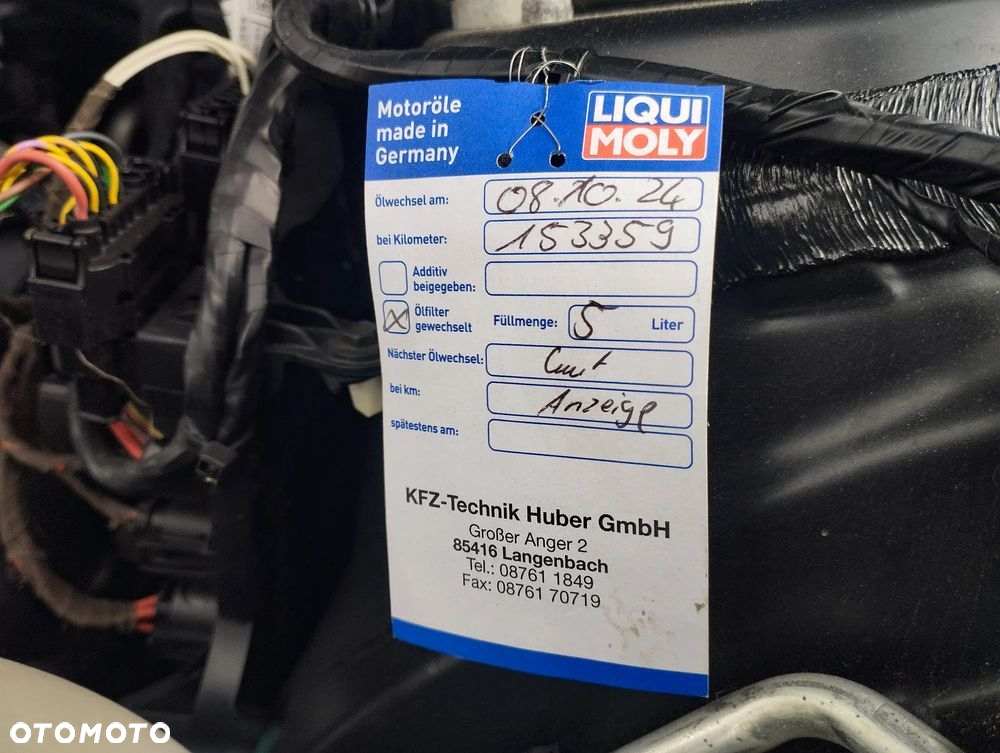 Motoröle
made in
Germany
LIQUI
MOLY
Ölwechsel am: 08.10.24
bei Kilometer: 153359
Additiv
beigegeben:
Ölfilter
gewechselt
Füllmenge: 5 Liter
Nächster Ölwechsel:
bei km: Anzeige
spätestens am:
KFZ-Technik Huber GmbH
Großer Anger 2
85416 Langenbach
Tel.: 08761 1849
Fax: 08761 70719
OTOMOTO